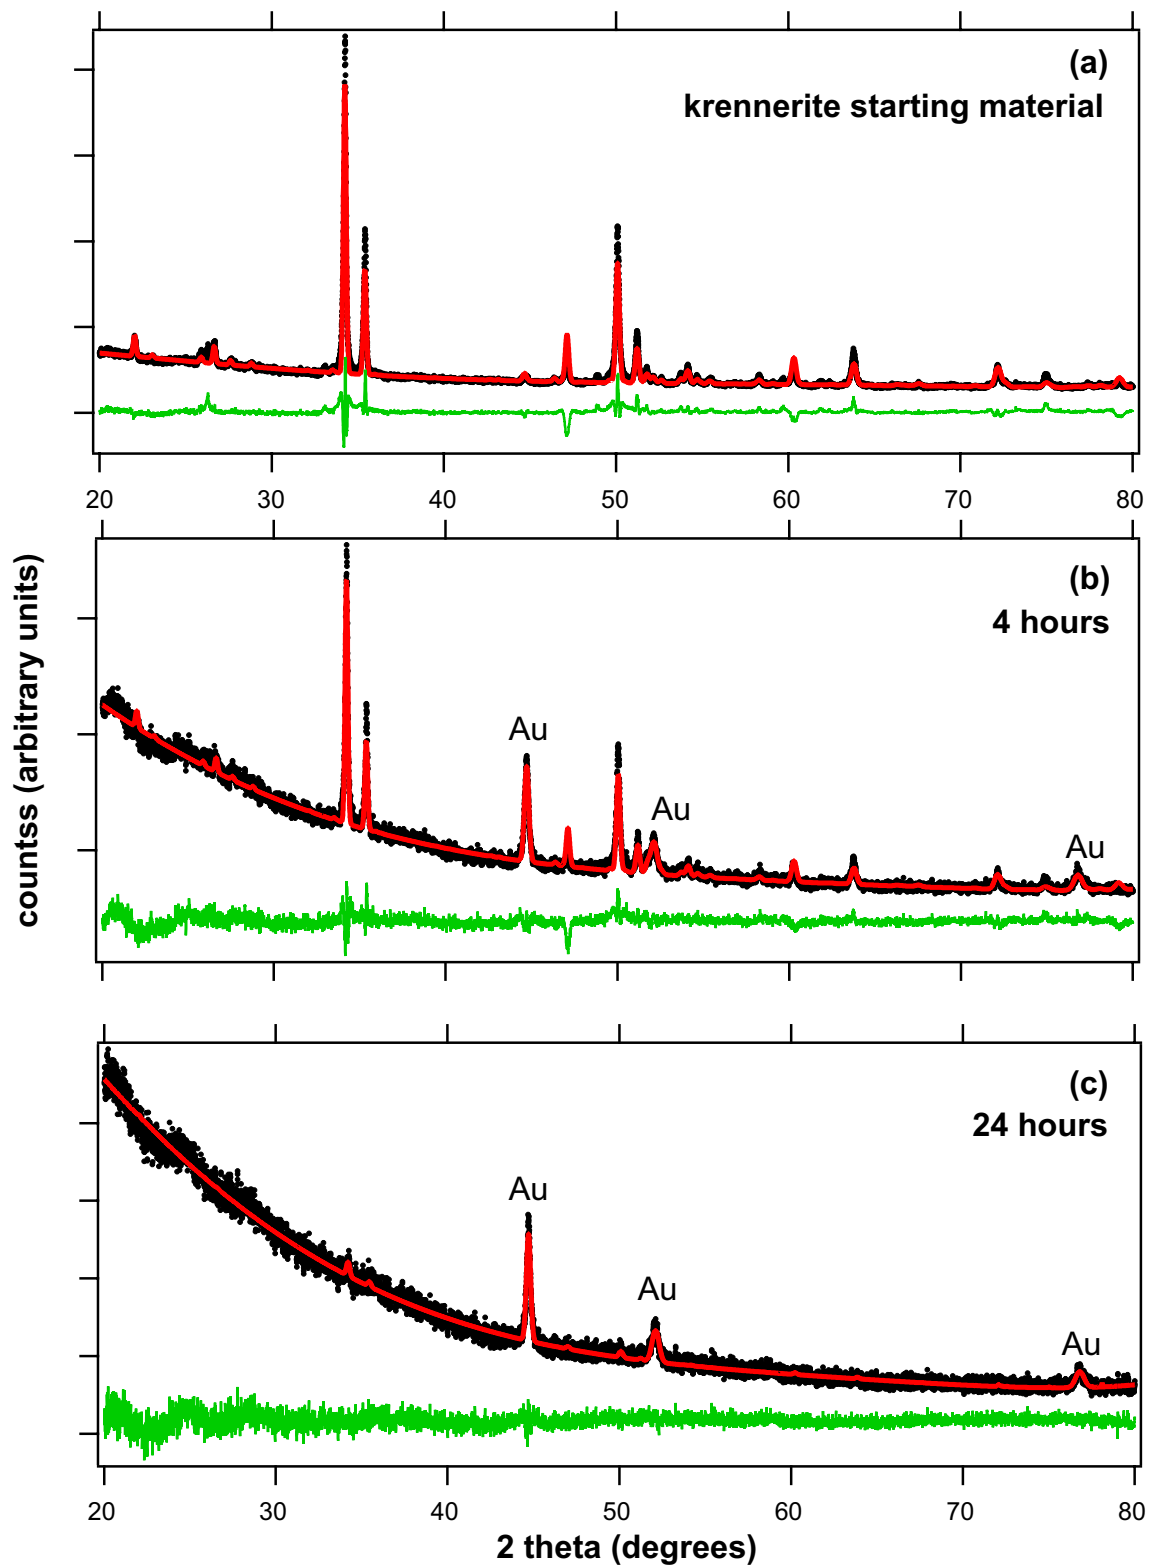 (a)
krennerite starting material
20 30 40 50 60 70 80
countss (arbitrary units)
(b)
4 hours
Au
Au
Au
(c)
24 hours
Au
Au
Au
20 30 40 50 60 70 80
2 theta (degrees)